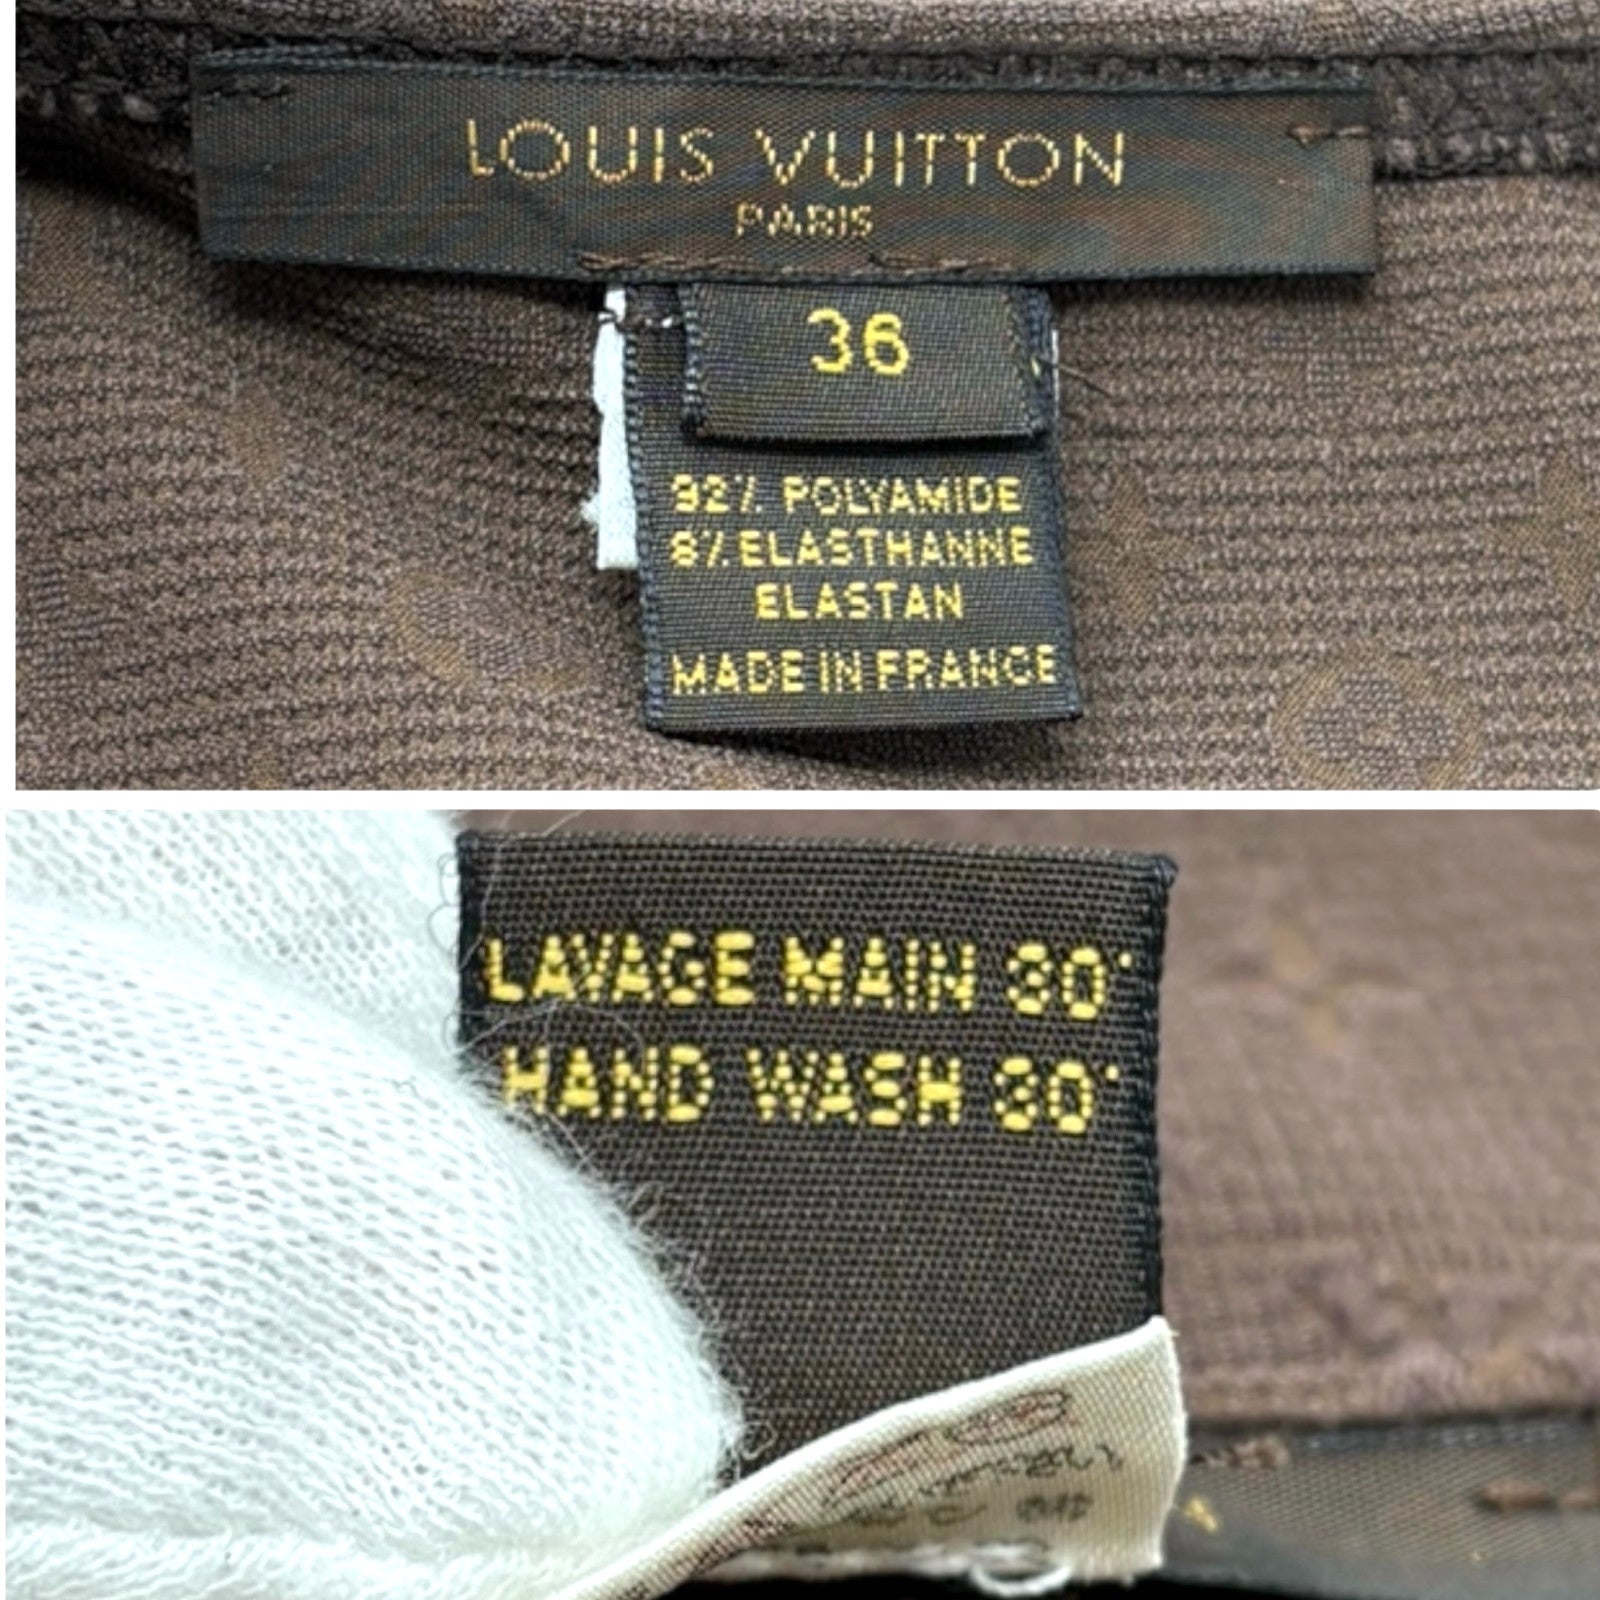 LOUIS VUITTON
PARIS
36
92% POLYAMIDE
8% ELASTHANNE
ELASTAN
MADE IN FRANCE
LAVAGE MAIN 30°
HAND WASH 30°